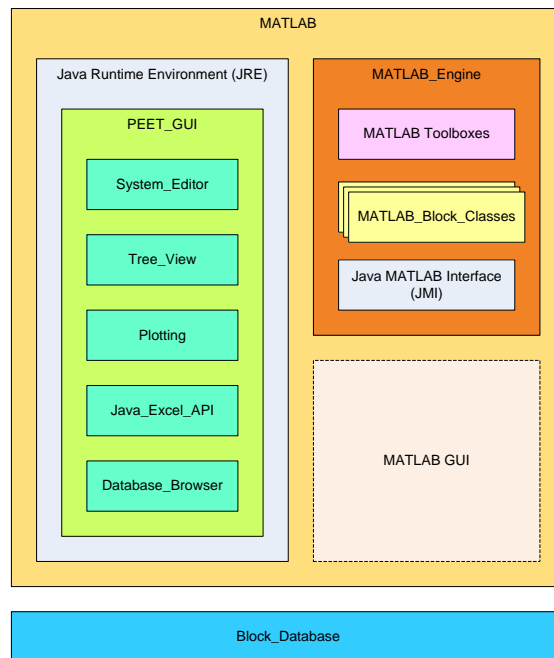 MATLAB
Java Runtime Environment (JRE)
PEET_GUI
System_Editor
Tree_View
Plotting
Java_Excel_API
Database_Browser
MATLAB_Engine
MATLAB Toolboxes
MATLAB_Block_Classes
Java MATLAB Interface
(JMI)
MATLAB GUI
Block_Database